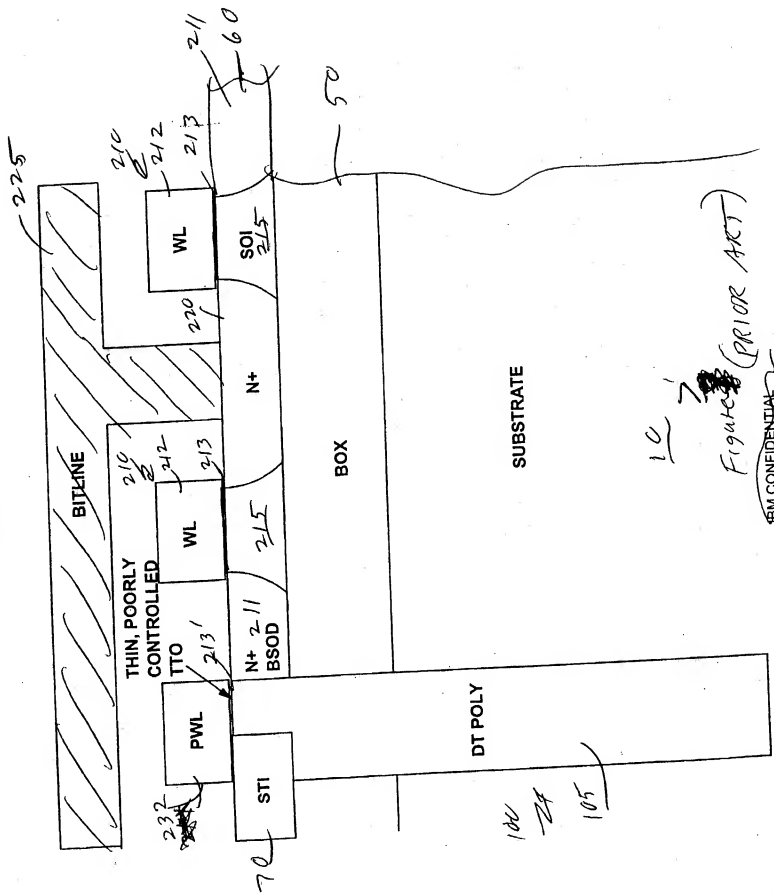 225
BITLINE
210
212
213
211
60
WL
THIN, POORLY
CONTROLLED
TTO
213'
210
212
213
WL
220
232
PWL
SOI
215
N+
215
N+ 211
BSOD
STI
70
50
BOX
SUBSTRATE
DT POLY
100
105
10
Figure 1 (PRIOR ART)
IBM CONFIDENTIAL